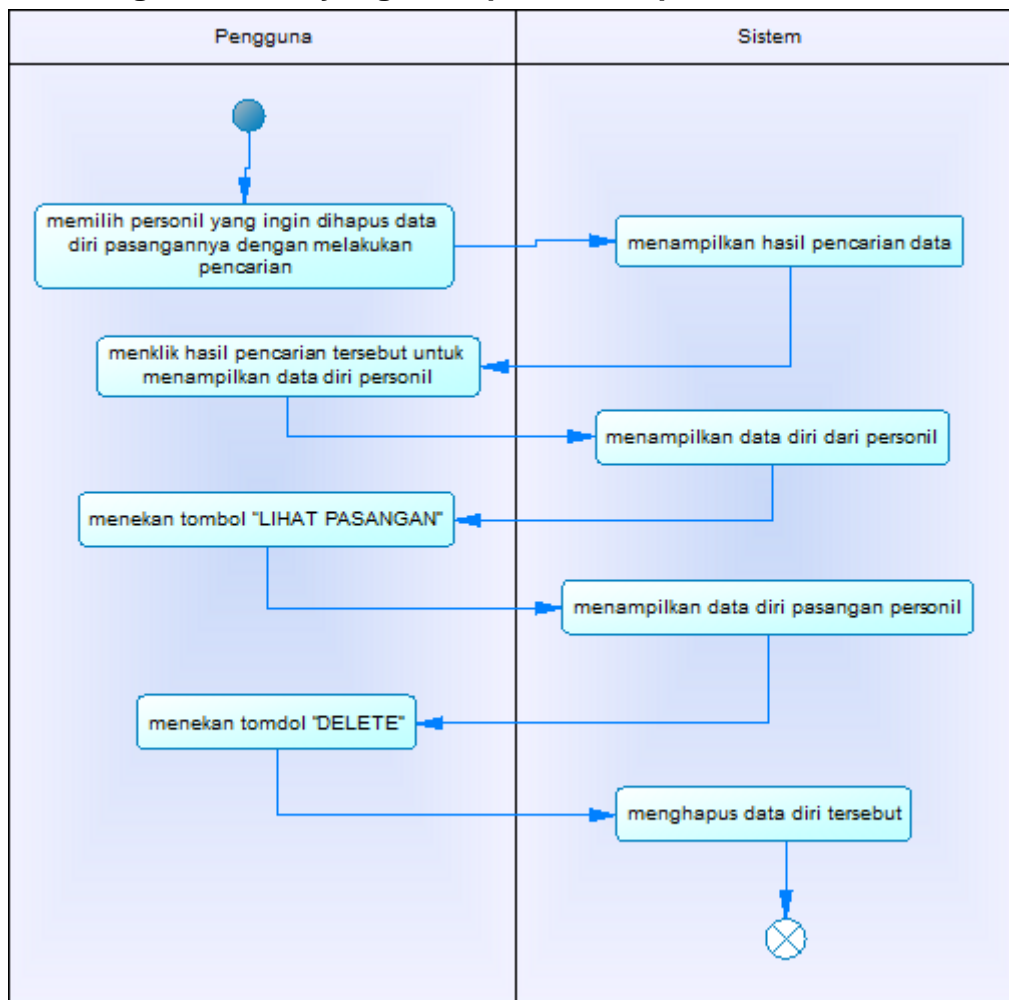 Pengguna
Sistem
memilih personil yang ingin dihapus data
diri pasangannya dengan melakukan
pencarian
menampilkan hasil pencarian data
menklik hasil pencarian tersebut untuk
menampilkan data diri personil
menampilkan data diri dari personil
menekan tombol "LIHAT PASANGAN"
menampilkan data diri pasangan personil
menekan tomdol "DELETE"
menghapus data diri tersebut